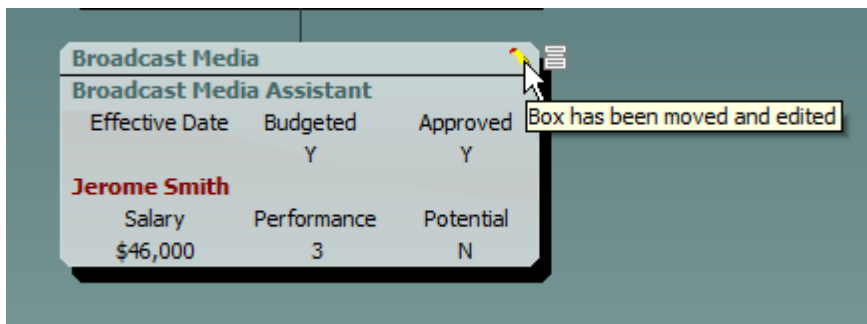 Broadcast Media
Broadcast Media Assistant
Effective Date Budgeted Approved
Box has been moved and edited
Y Y
Jerome Smith
Salary Performance Potential
$46,000 3 N